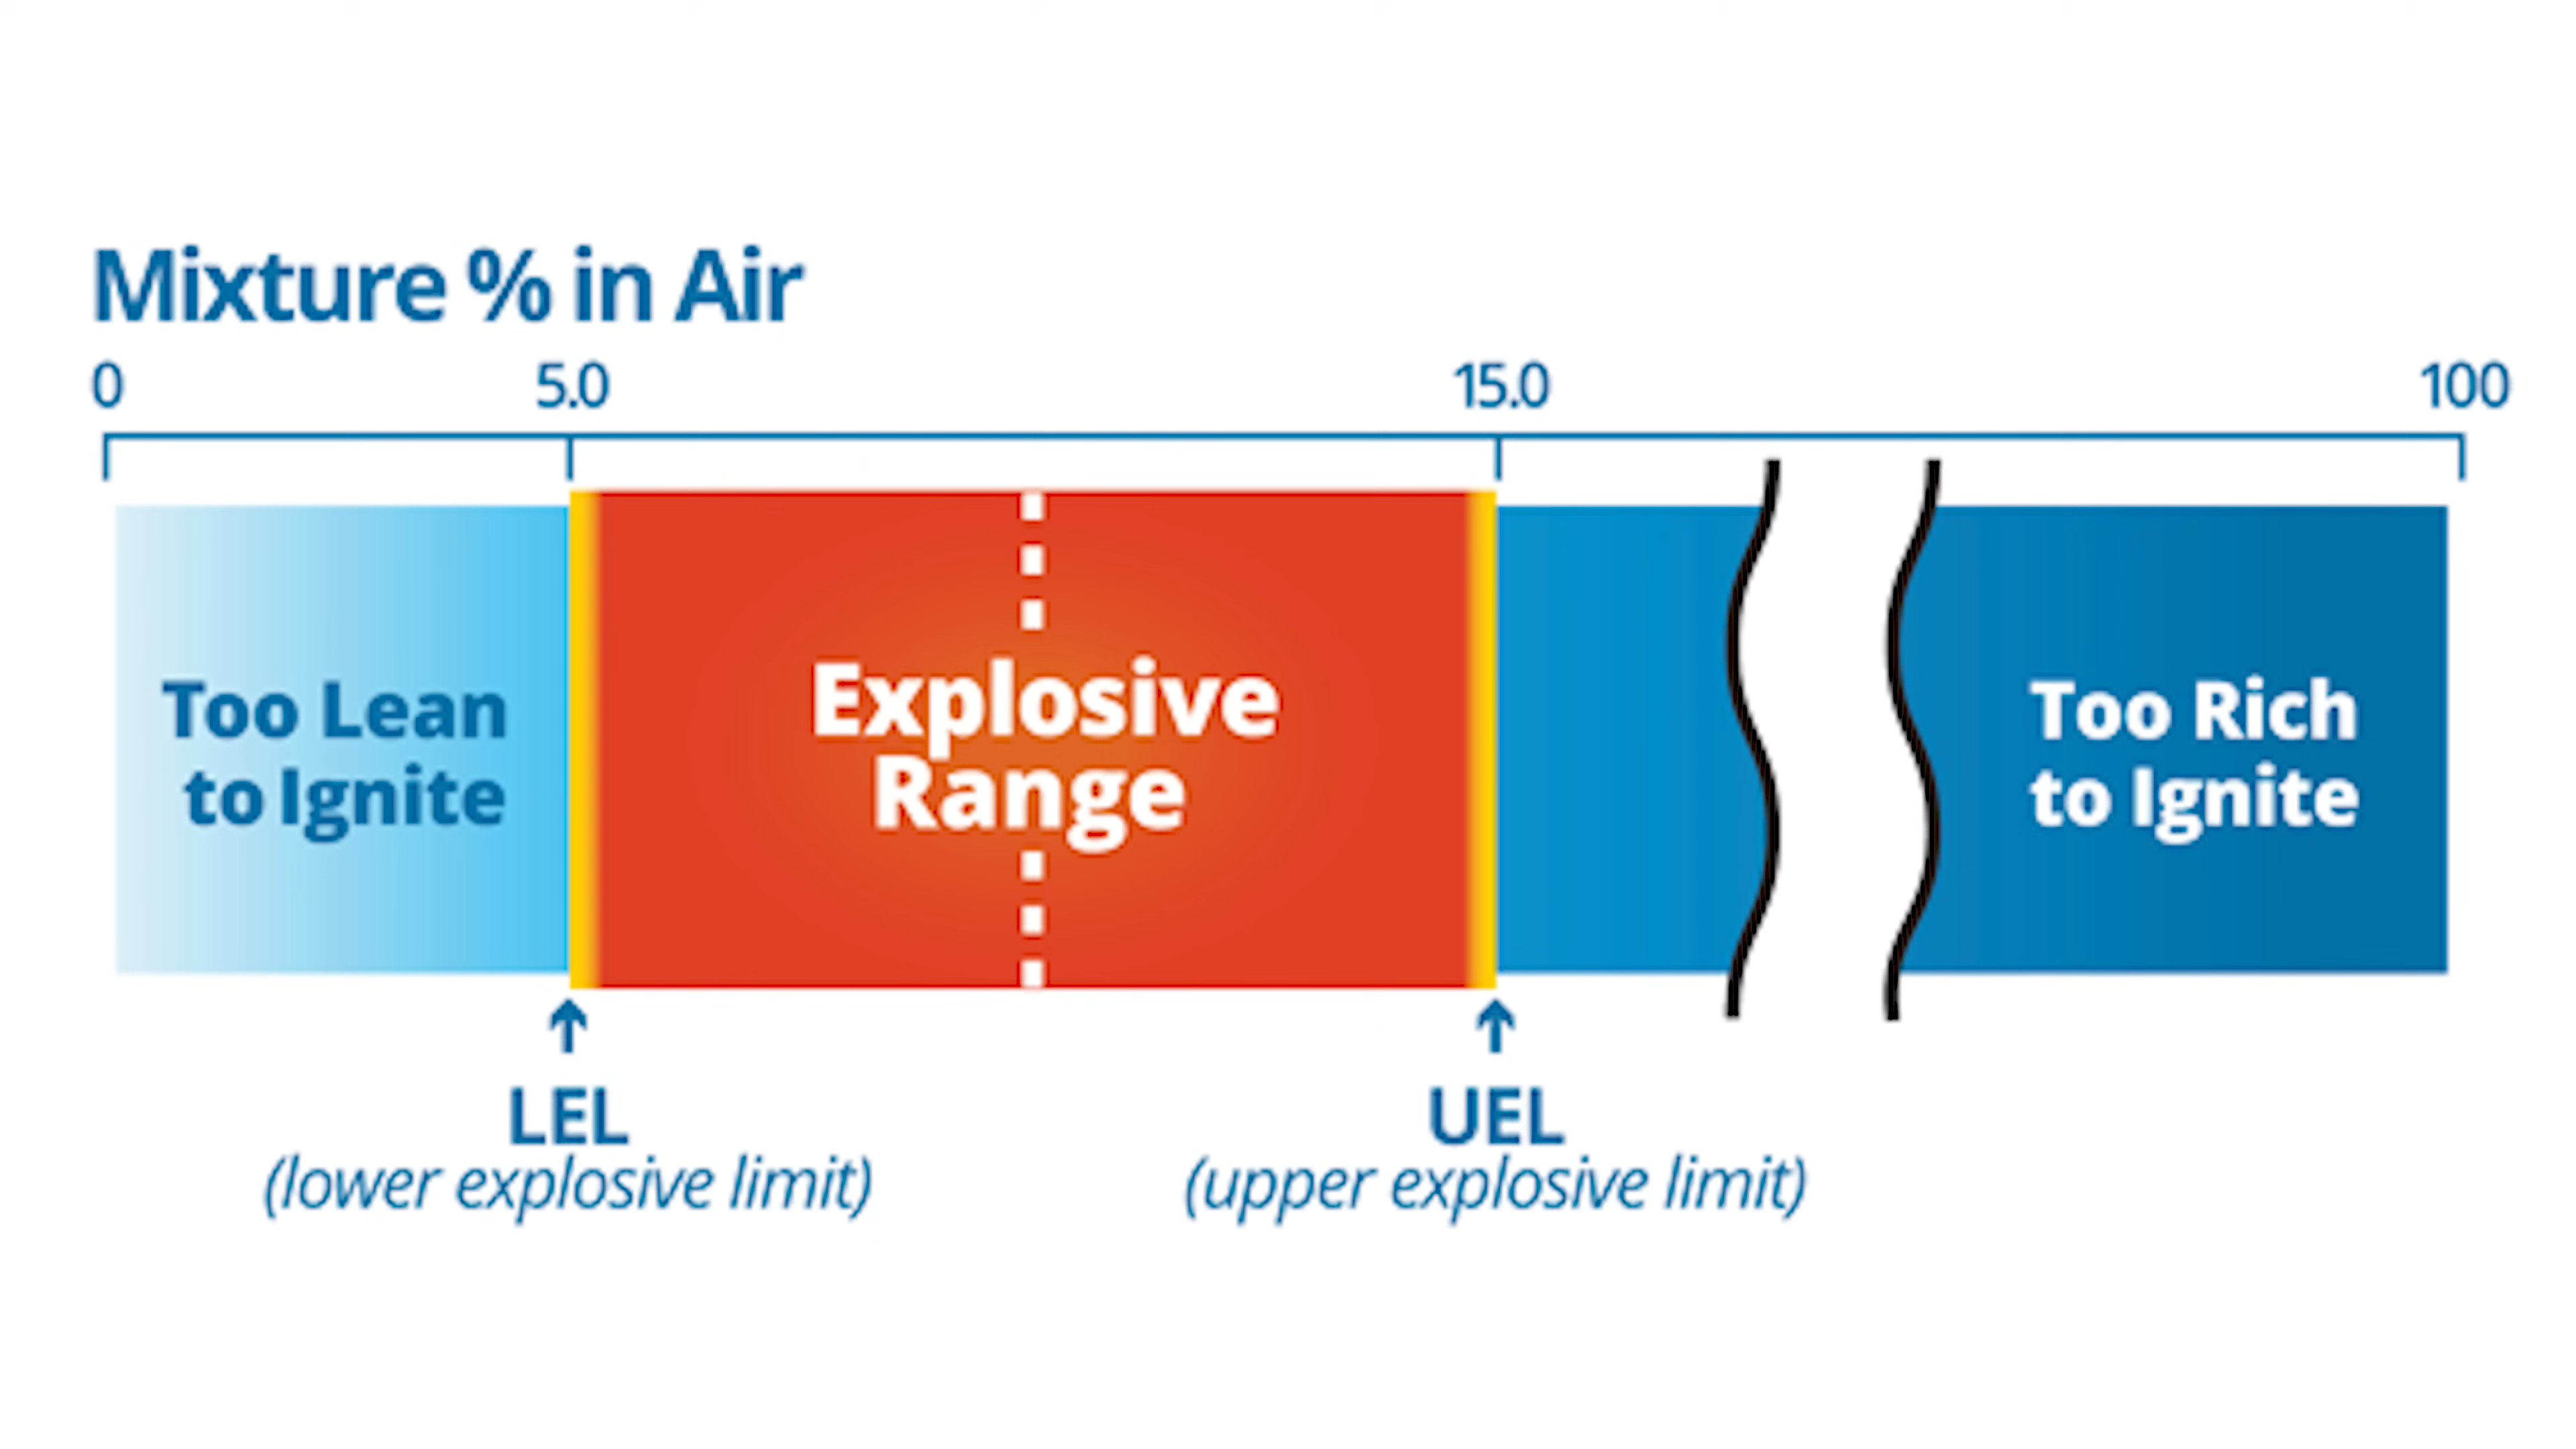 Mixture % in Air
0 5.0 15.0 100
Too Lean
to Ignite
Explosive
Range
Too Rich
to Ignite
LEL
(lower explosive limit)
UEL
(upper explosive limit)